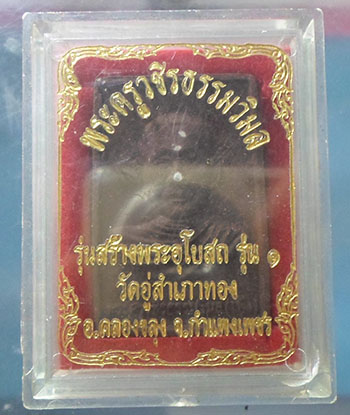 พระครูวชิรธรรมวิมล
รุ่นสร้างพระอุโบสถ รุ่น ๑
วัดอู่สำเภาทอง
อ.คลองขลุง จ.กำแพงเพชร